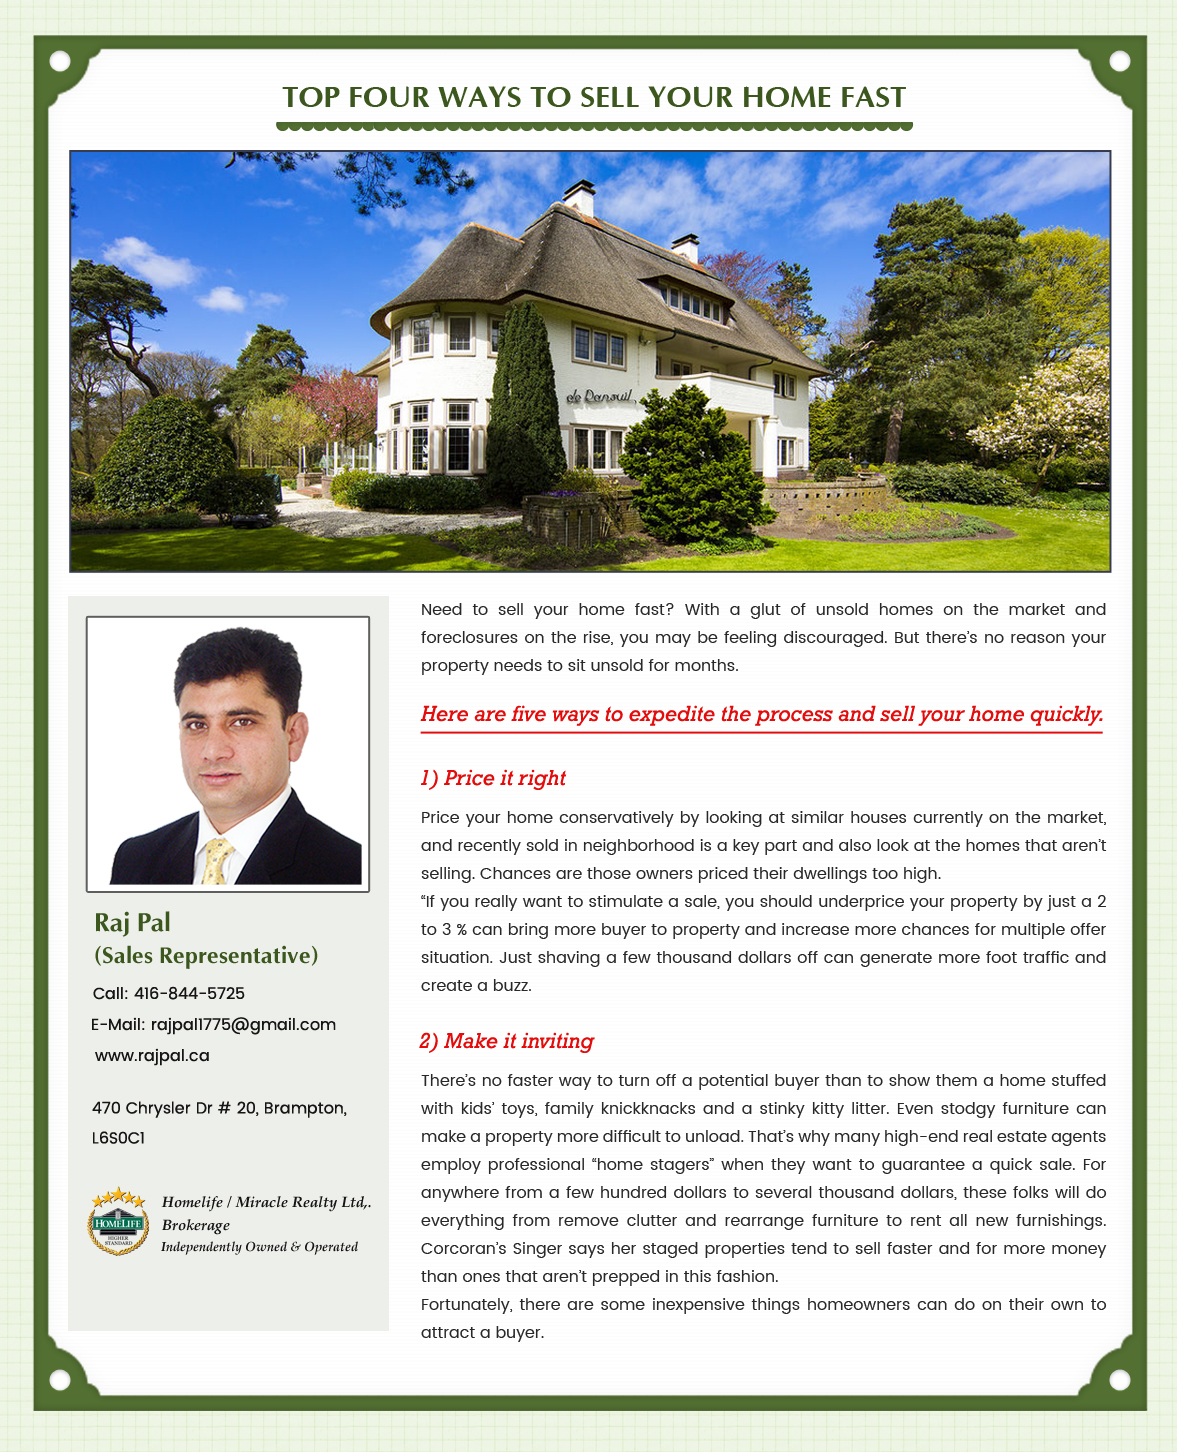 TOP FOUR WAYS TO SELL YOUR HOME FAST
de Danouil
Need to sell your home fast? With a glut of unsold homes on the market and
foreclosures on the rise, you may be feeling discouraged. But there’s no reason your
property needs to sit unsold for months.
Here are five ways to expedite the process and sell your home quickly.
1) Price it right
Price your home conservatively by looking at similar houses currently on the market,
and recently sold in neighborhood is a key part and also look at the homes that aren’t
selling. Chances are those owners priced their dwellings too high.
“If you really want to stimulate a sale, you should underprice your property by just a 2
to 3 % can bring more buyer to property and increase more chances for multiple offer
situation. Just shaving a few thousand dollars off can generate more foot traffic and
create a buzz.
2) Make it inviting
There’s no faster way to turn off a potential buyer than to show them a home stuffed
with kids’ toys, family knickknacks and a stinky kitty litter. Even stodgy furniture can
make a property more difficult to unload. That’s why many high-end real estate agents
employ professional “home stagers” when they want to guarantee a quick sale. For
anywhere from a few hundred dollars to several thousand dollars, these folks will do
everything from remove clutter and rearrange furniture to rent all new furnishings.
Corcoran’s Singer says her staged properties tend to sell faster and for more money
than ones that aren’t prepped in this fashion.
Fortunately, there are some inexpensive things homeowners can do on their own to
attract a buyer.
Raj Pal
(Sales Representative)
Call: 416-844-5725
E-Mail: rajpal1775@gmail.com
www.rajpal.ca
470 Chrysler Dr # 20, Brampton,
L6S0C1
HOMELIFE
HIGHER
STANDARD
Homelife / Miracle Realty Ltd,.
Brokerage
Independently Owned & Operated